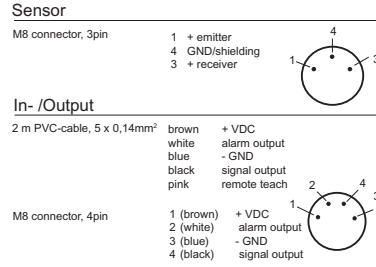 Sensor
M8 connector, 3pin
1 + emitter
4 GND/shielding
3 + receiver
4
1
3
In- /Output
2 m PVC-cable, 5 x 0,14mm²
brown + VDC
white alarm output
blue - GND
black signal output
pink remote teach
M8 connector, 4pin
1 (brown) + VDC
2 (white) alarm output
3 (blue) - GND
4 (black) signal output
2
4
1
3